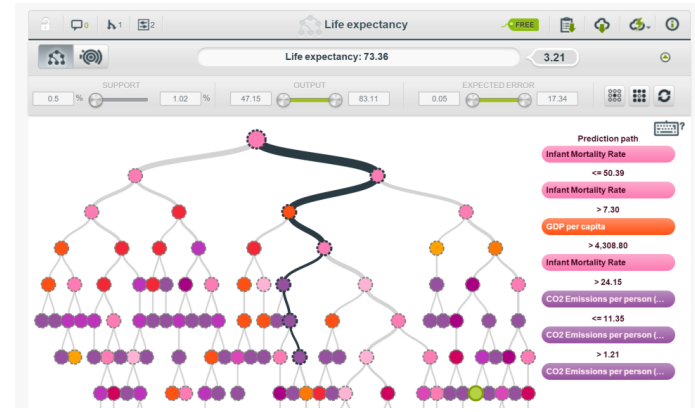 0
1
2
Life expectancy
FREE
Life expectancy: 73.36
3.21
SUPPORT
OUTPUT
EXPECTED ERROR
0.5 % 1.02 % 47.15 83.11 0.05 17.34
?
Prediction path
Infant Mortality Rate
<= 50.39
Infant Mortality Rate
> 7.30
GDP per capita
> 4,308.80
Infant Mortality Rate
> 24.15
CO2 Emissions per person (...
<= 11.35
CO2 Emissions per person (...
> 1.21
CO2 Emissions per person (...